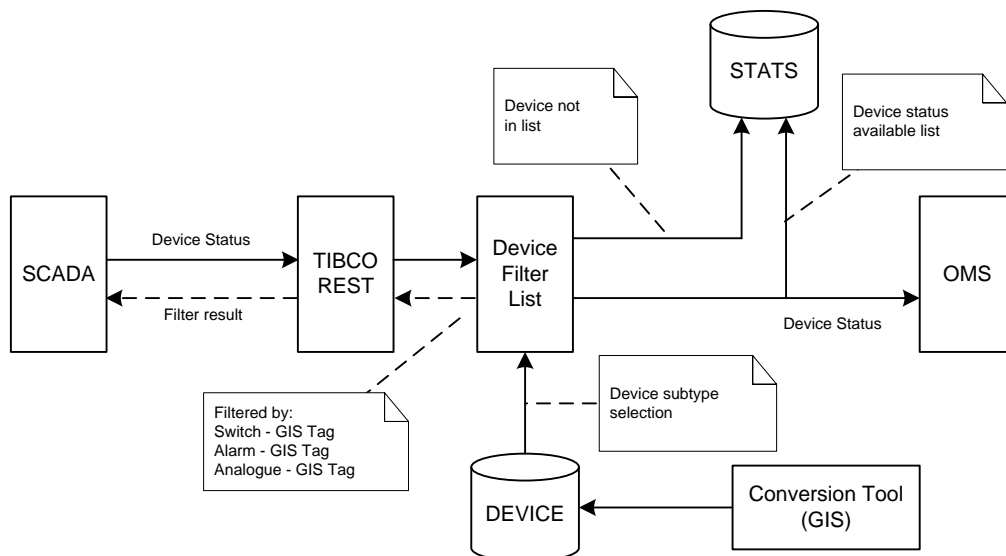 STATS
Device not
in list
Device status
available list
SCADA
Device Status
TIBCO
REST
Device
Filter
List
OMS
Filter result
Device Status
Filtered by:
Switch - GIS Tag
Alarm - GIS Tag
Analogue - GIS Tag
Device subtype
selection
DEVICE
Conversion Tool
(GIS)